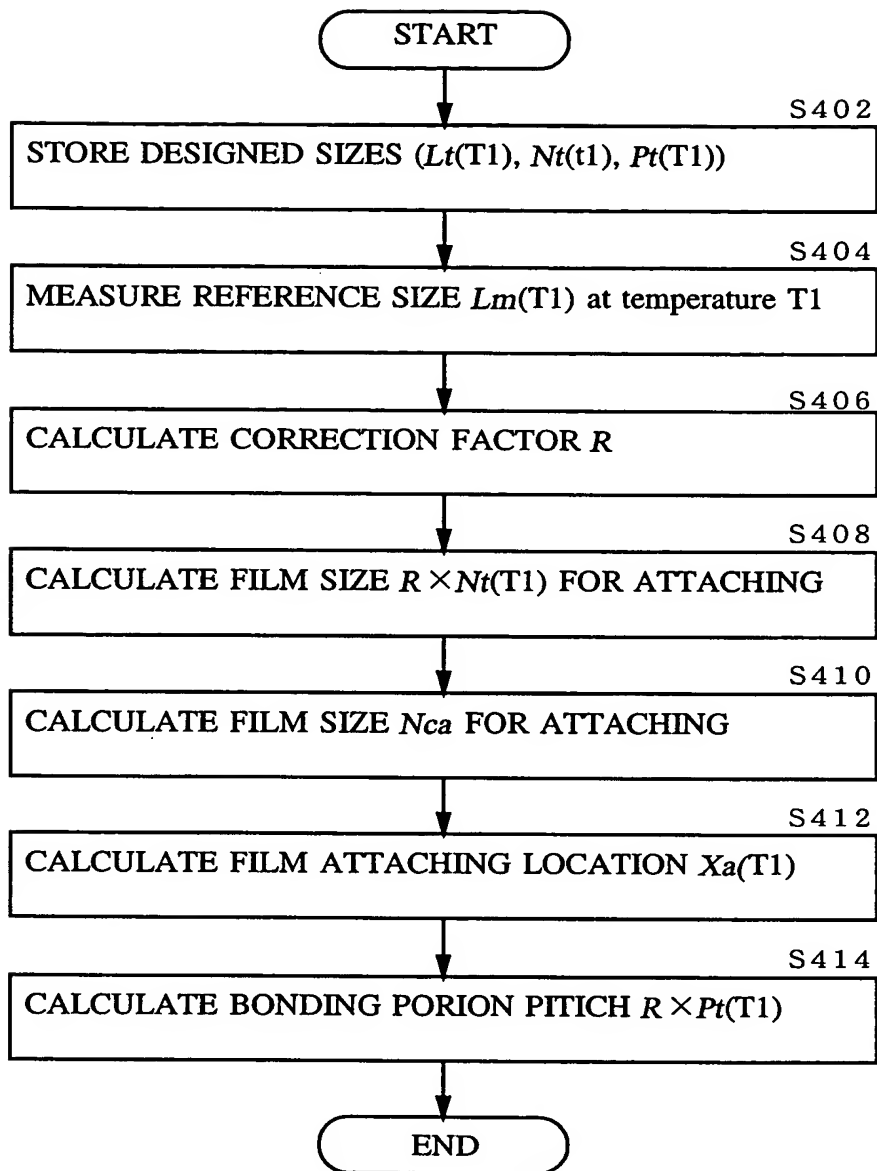 START
S402
STORE DESIGNED SIZES (Lt(T1), Nt(t1), Pt(T1))
S404
MEASURE REFERENCE SIZE Lm(T1) at temperature T1
S406
CALCULATE CORRECTION FACTOR R
S408
CALCULATE FILM SIZE R×Nt(T1) FOR ATTACHING
S410
CALCULATE FILM SIZE Nca FOR ATTACHING
S412
CALCULATE FILM ATTACHING LOCATION Xa(T1)
S414
CALCULATE BONDING PORION PITICH R×Pt(T1)
END